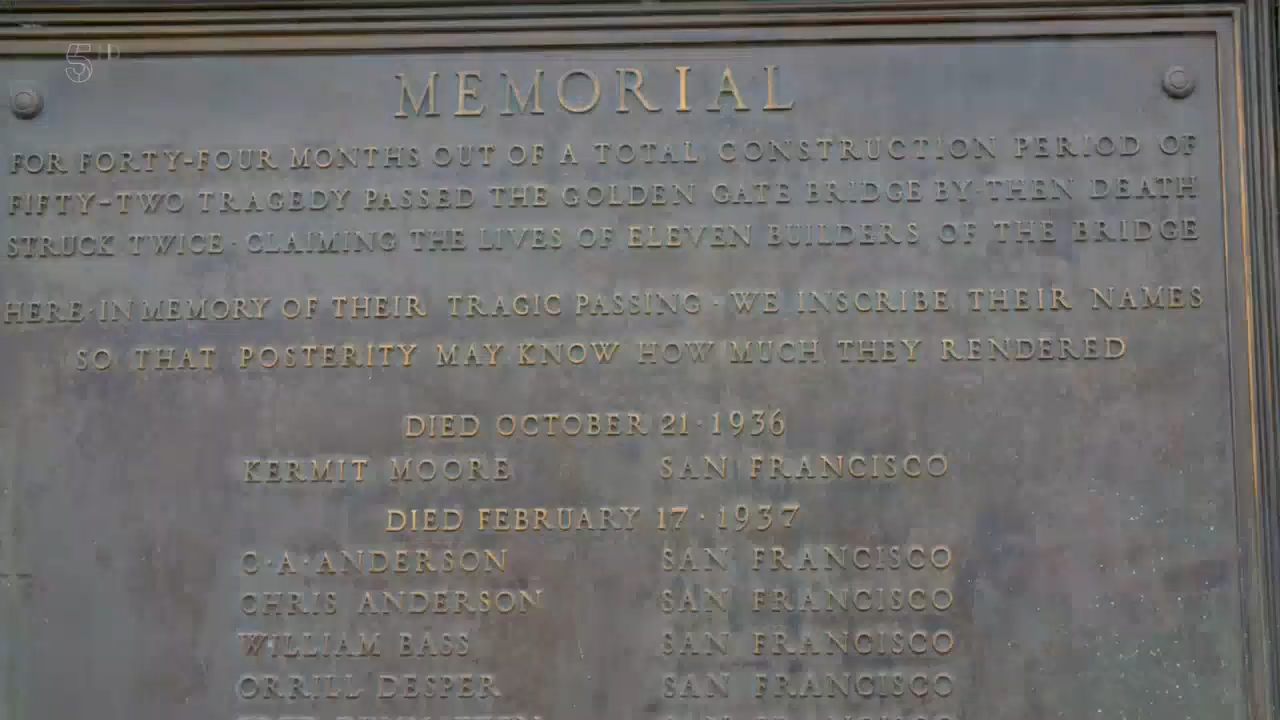 5HD
MEMORIAL
FOR FORTY-FOUR MONTHS OUT OF A TOTAL CONSTRUCTION PERIOD OF
FIFTY-TWO TRAGEDY PASSED THE GOLDEN GATE BRIDGE BY·THEN DEATH
STRUCK TWICE·CLAIMING THE LIVES OF ELEVEN BUILDERS OF THE BRIDGE
HERE·IN MEMORY OF THEIR TRAGIC PASSING·WE INSCRIBE THEIR NAMES
SO THAT POSTERITY MAY KNOW HOW MUCH THEY RENDERED
DIED OCTOBER 21·1936
KERMIT MOORE SAN FRANCISCO
DIED FEBRUARY 17·1937
C·A·ANDERSON SAN FRANCISCO
CHRIS ANDERSON SAN FRANCISCO
WILLIAM BASS SAN FRANCISCO
ORRILL DESPER SAN FRANCISCO